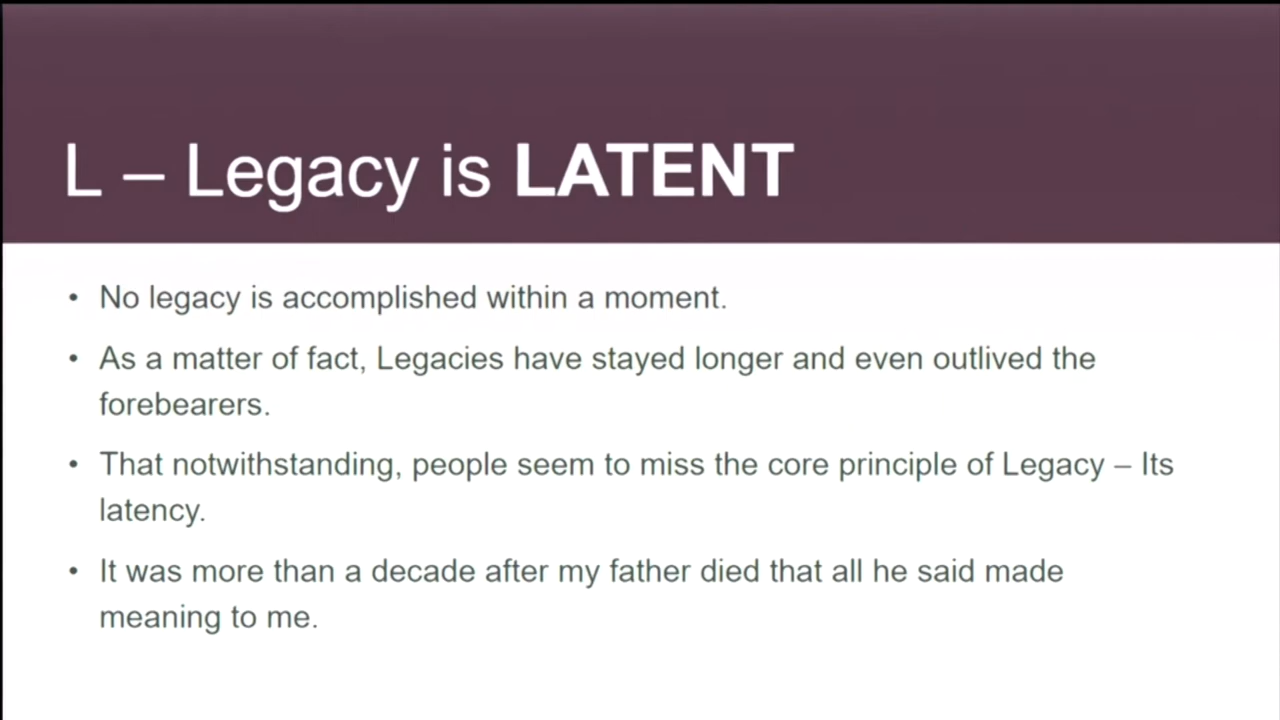 L – Legacy is LATENT
• No legacy is accomplished within a moment.
• As a matter of fact, Legacies have stayed longer and even outlived the
forebearers.
• That notwithstanding, people seem to miss the core principle of Legacy – Its
latency.
• It was more than a decade after my father died that all he said made
meaning to me.